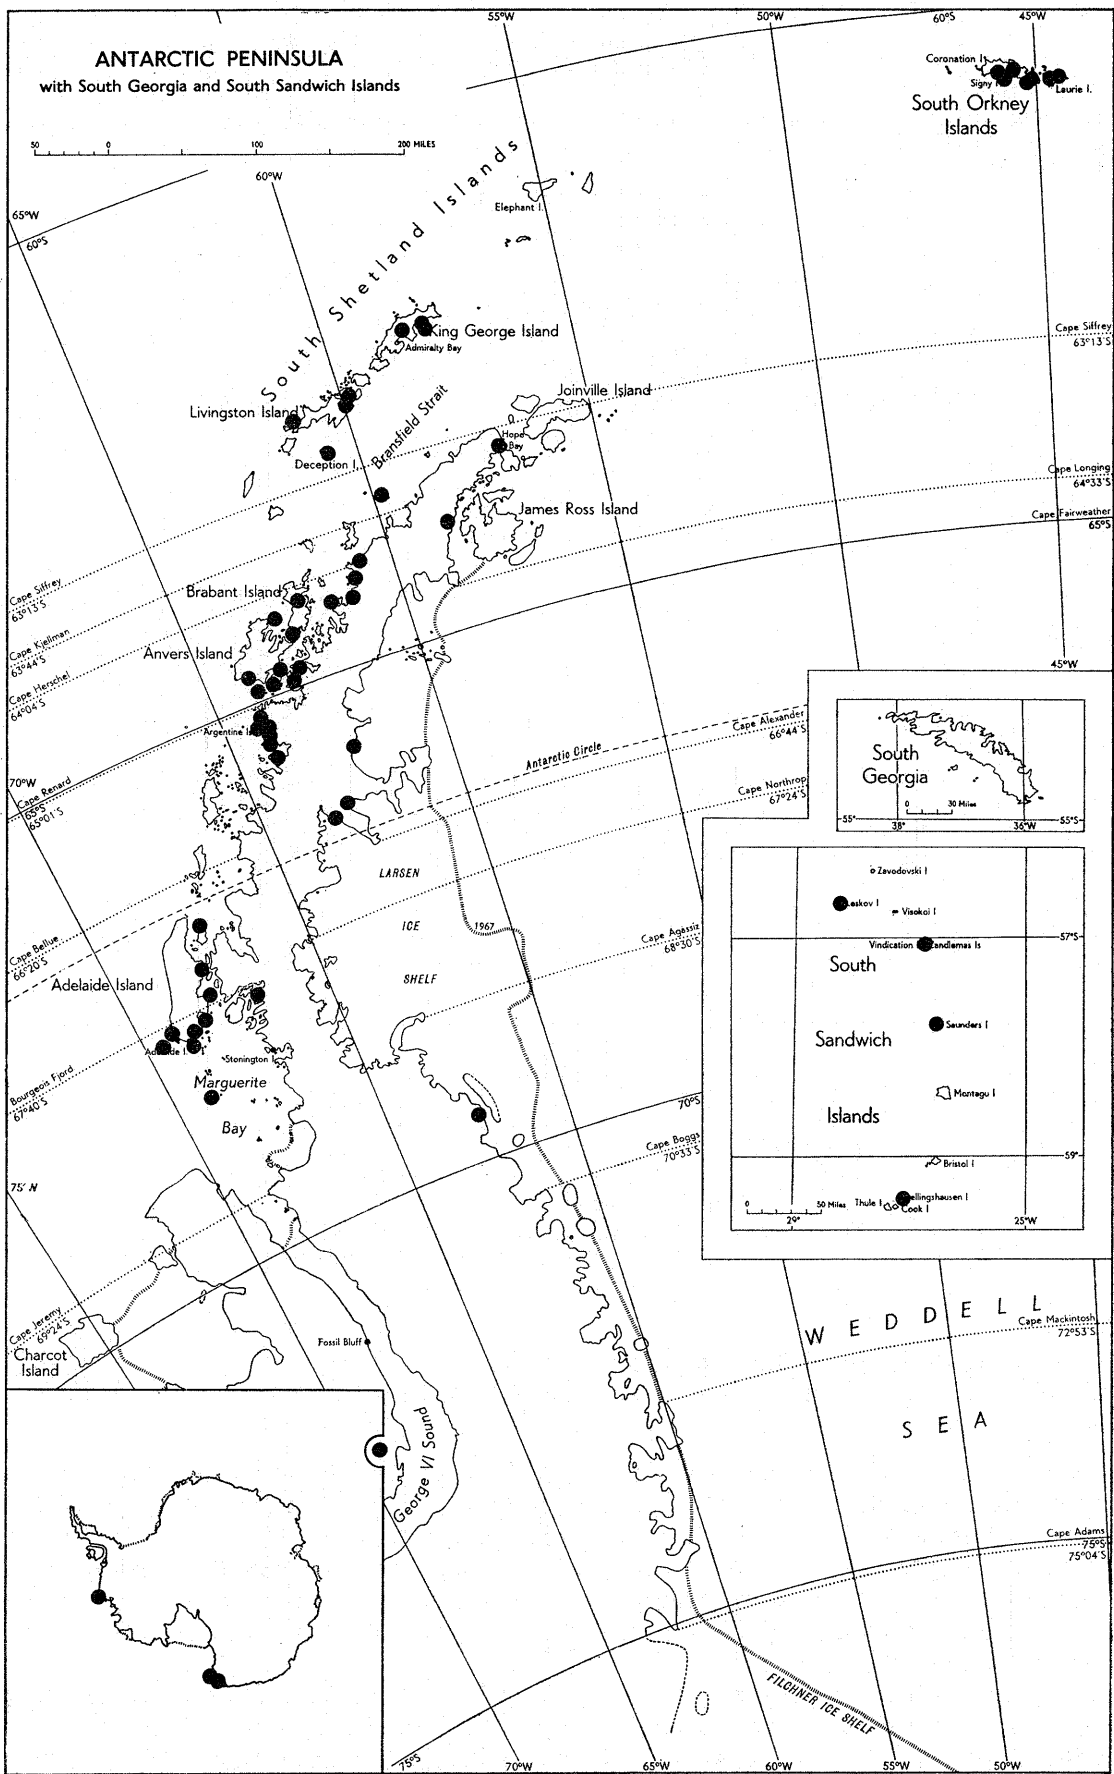 ANTARCTIC PENINSULA
with South Georgia and South Sandwich Islands
50 0 100 200 MILES
55°W
50°W
60°S
45°W
Coronation I.
Signy I
Laurie I.
South Orkney
Islands
60°W
65°W
60°S
South Shetland Islands
Elephant I.
King George Island
Admiralty Bay
Cape Siffrey
63°13'S
Livingston Island
Bransfield Strait
Joinville Island
Hope
Bay
Deception I.
Cape Longing
64°33'S
James Ross Island
Cape Fairweather
65°S
Cape Siffrey
63°13'S
Brabant Island
Cape Kjellman
63°44'S
Anvers Island
Cape Herschel
64°04'S
45°W
Argentine Is
Cape Alexander
66°44'S
Antarctic Circle
South
Georgia
0 30 Miles
55°
38°
36°W
55°S
70°W
Cape Renard
65°S
65°01'S
Cape Northrop
67°24'S
LARSEN
ICE
SHELF
1967
Zavodovski I
Leskov I
Visokoi I
57°S
Vindication
Candlemas Is
South
Sandwich
Islands
Saunders I
Montagu I
59°
Bristol I
Bellingshausen I
Thule I
Cook I
0 50 Miles
29°
25°W
Cape Bellue
66°20'S
Cape Agassiz
68°30'S
Adelaide Island
Adelaide I.
Stonington I
Bourgeois Fjord
67°40'S
Marguerite
Bay
70°S
Cape Boggs
70°33'S
75° N
Cape Jeremy
69°24'S
Charcot
Island
Fossil Bluff
George VI Sound
WEDDELL
SEA
Cape Mackintosh
72°53'S
Cape Adams
75°S
75°04'S
FILCHNER ICE SHELF
75°S
70°W
65°W
60°W
55°W
50°W